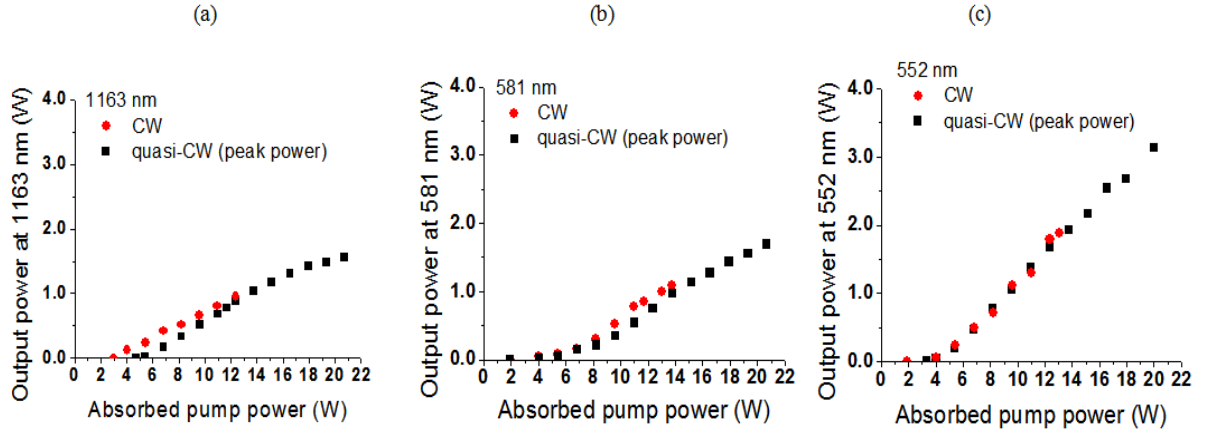 (a)
(b)
(c)
1163 nm
CW
quasi-CW (peak power)
Output power at 1163 nm (W)
4.0
3.0
2.0
1.0
0.0
0 2 4 6 8 10 12 14 16 18 20 22
Absorbed pump power (W)
581 nm
CW
quasi-CW (peak power)
Output power at 581 nm (W)
4.0
3.0
2.0
1.0
0.0
0 2 4 6 8 10 12 14 16 18 20 22
Absorbed pump power (W)
552 nm
CW
quasi-CW (peak power)
Output power at 552 nm (W)
4.0
3.0
2.0
1.0
0.0
0 2 4 6 8 10 12 14 16 18 20 22
Absorbed pump power (W)